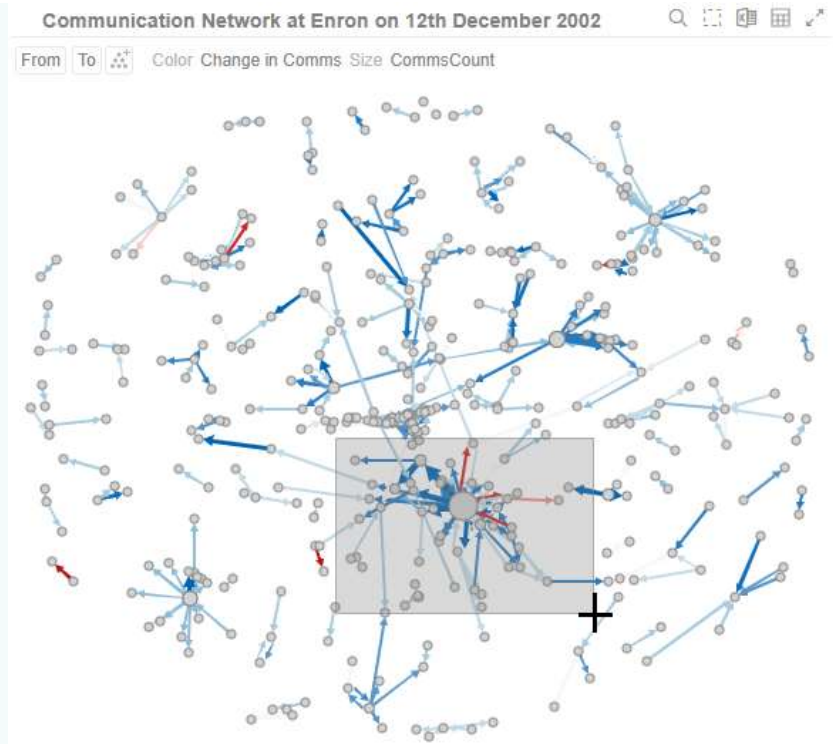 Communication Network at Enron on 12th December 2002
From To Color Change in Comms Size CommsCount